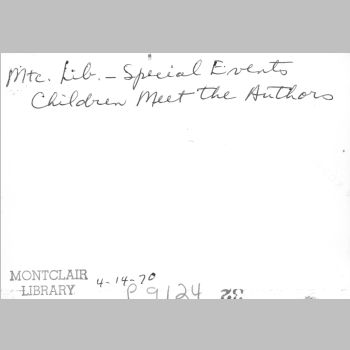 Mtc. Lib. – Special Events
Children Meet the Authors
MONTCLAIR
LIBRARY
4-14-70
P9124